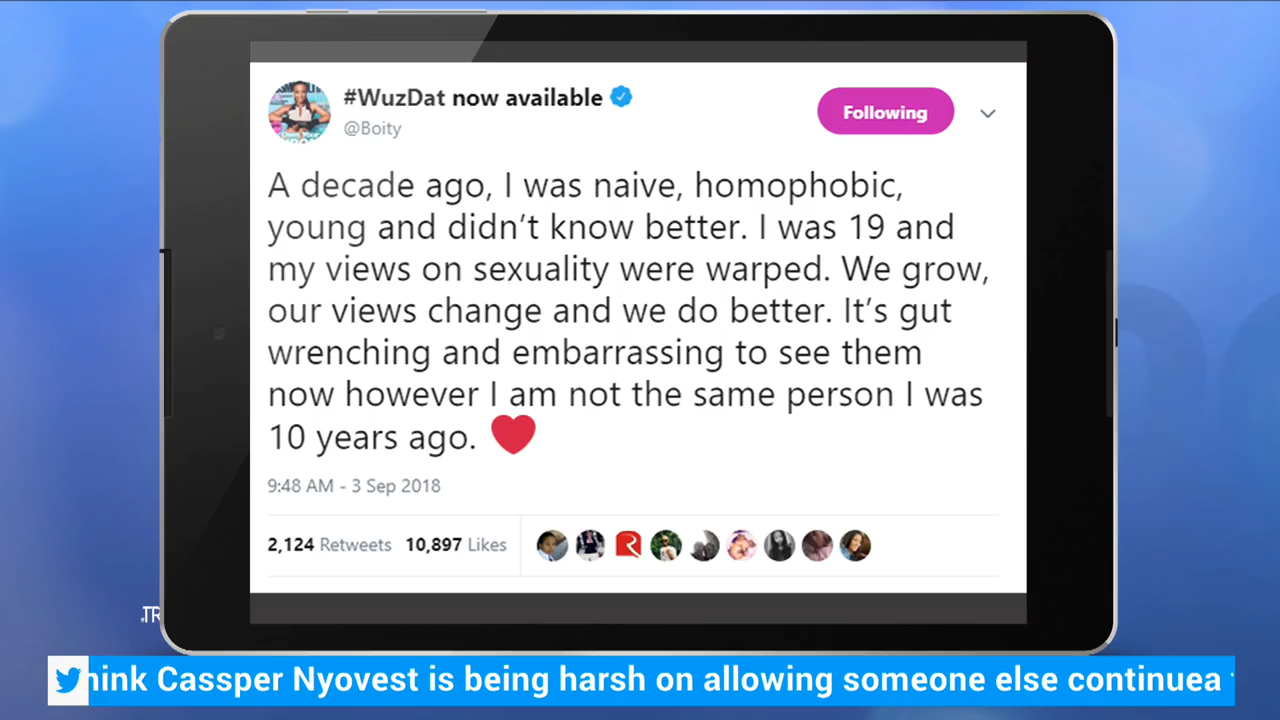 #WuzDat now available
@Boity
Following
A decade ago, I was naive, homophobic,
young and didn't know better. I was 19 and
my views on sexuality were warped. We grow,
our views change and we do better. It's gut
wrenching and embarrassing to see them
now however I am not the same person I was
10 years ago.
9:48 AM - 3 Sep 2018
2,124 Retweets 10,897 Likes
hink Cassper Nyovest is being harsh on allowing someone else continuea